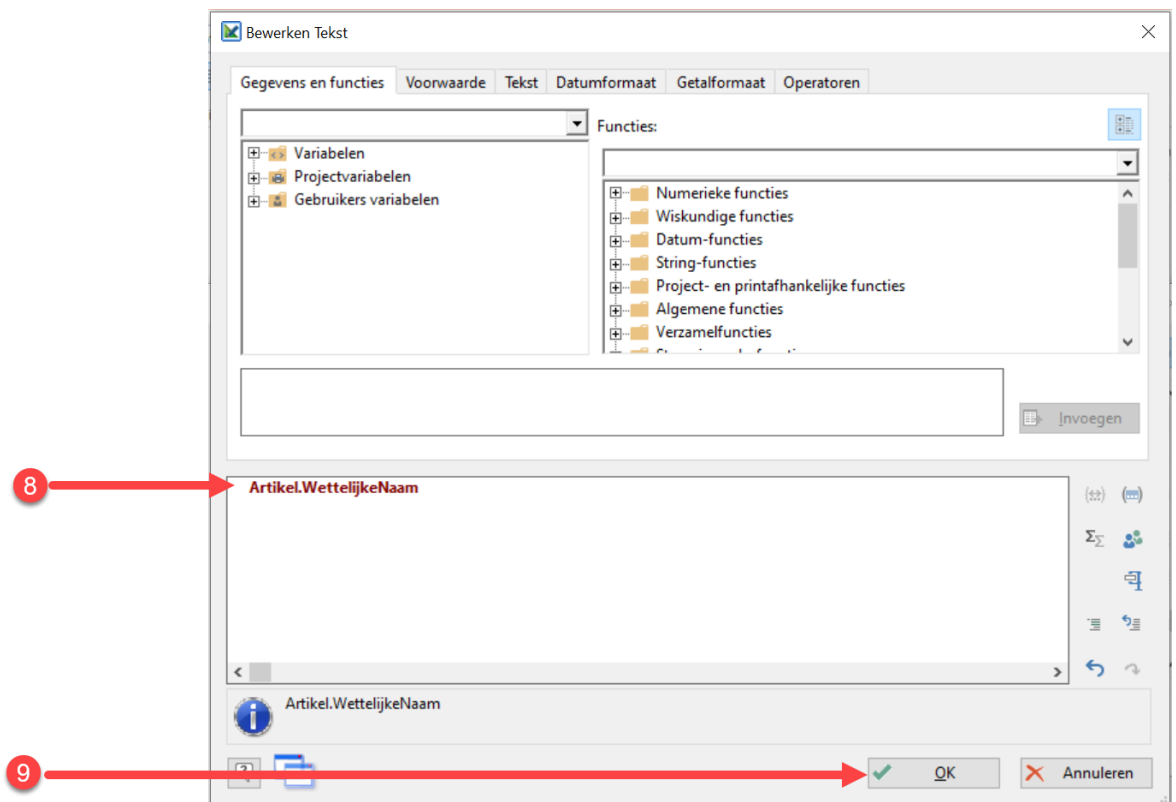 Bewerken Tekst
Gegevens en functies Voorwaarde Tekst Datumformaat Getalformaat Operatoren
Functies:
Variabelen
Projectvariabelen
Gebruikers variabelen
Numerieke functies
Wiskundige functies
Datum-functies
String-functies
Project- en printafhankelijke functies
Algemene functies
Verzamelfuncties
Invoegen
8
Artikel.WettelijkeNaam
Artikel.WettelijkeNaam
9
OK Annuleren